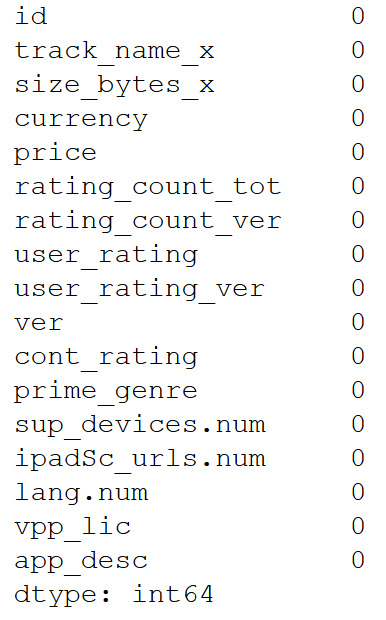 id 0
track_name_x 0
size_bytes_x 0
currency 0
price 0
rating_count_tot 0
rating_count_ver 0
user_rating 0
user_rating_ver 0
ver 0
cont_rating 0
prime_genre 0
sup_devices.num 0
ipadSc_urls.num 0
lang.num 0
vpp_lic 0
app_desc 0
dtype: int64